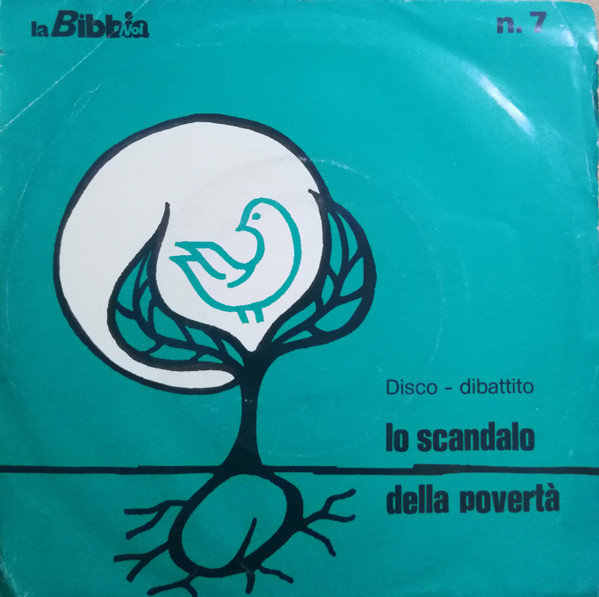 la Bibbia
e Noi
n. 7
Disco - dibattito
lo scandalo
della povertà